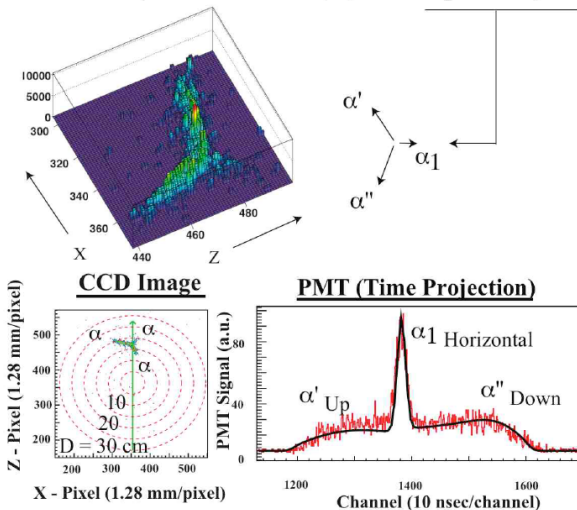 10000
5000
0
300
320
340
360
X
440
460
480
Z
α'
α1
α"
CCD Image
PMT (Time Projection)
Z - Pixel (1.28 mm/pixel)
500
400
300
200
α
α
α
10
20
D = 30 cm
200 300 400 500
X - Pixel (1.28 mm/pixel)
PMT Signal (a.u.)
80
40
0
α1 Horizontal
α' Up
α" Down
1200 1400 1600
Channel (10 nsec/channel)